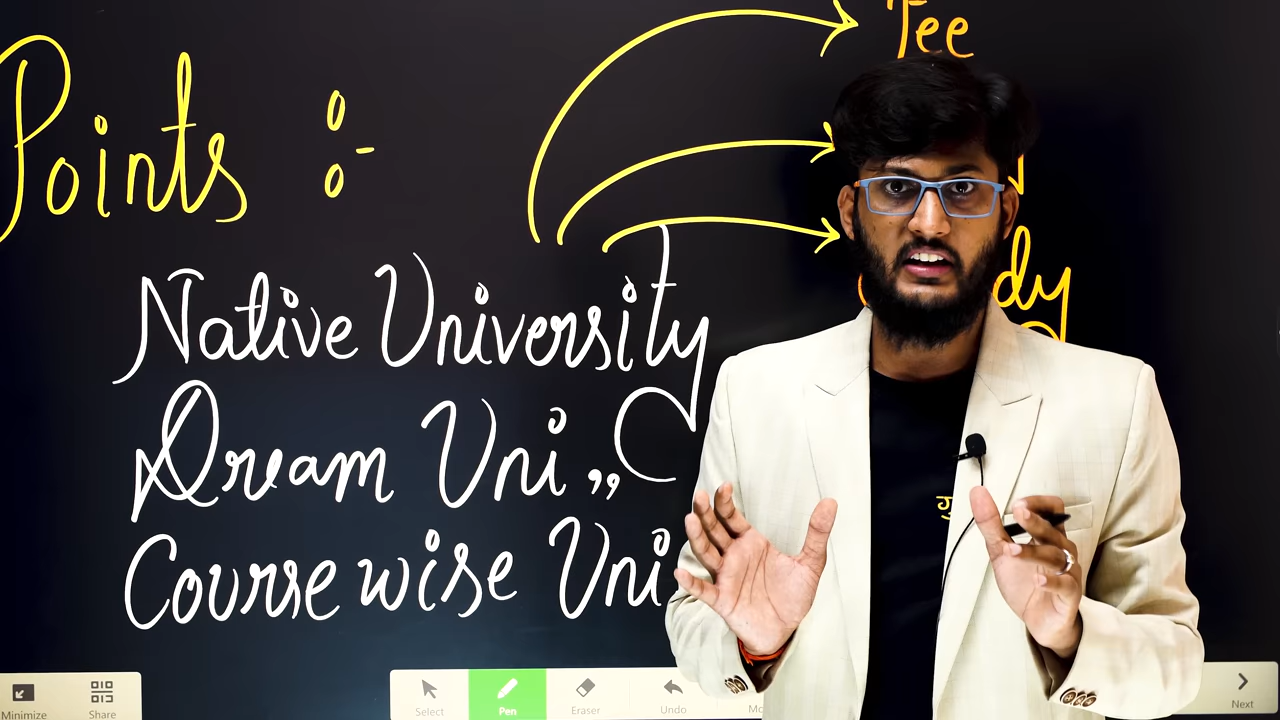 Fee
Points :-
Native University
Dream Uni ,,
Course wise Uni
Minimize
Share
Select
Pen
Eraser
Undo
Next